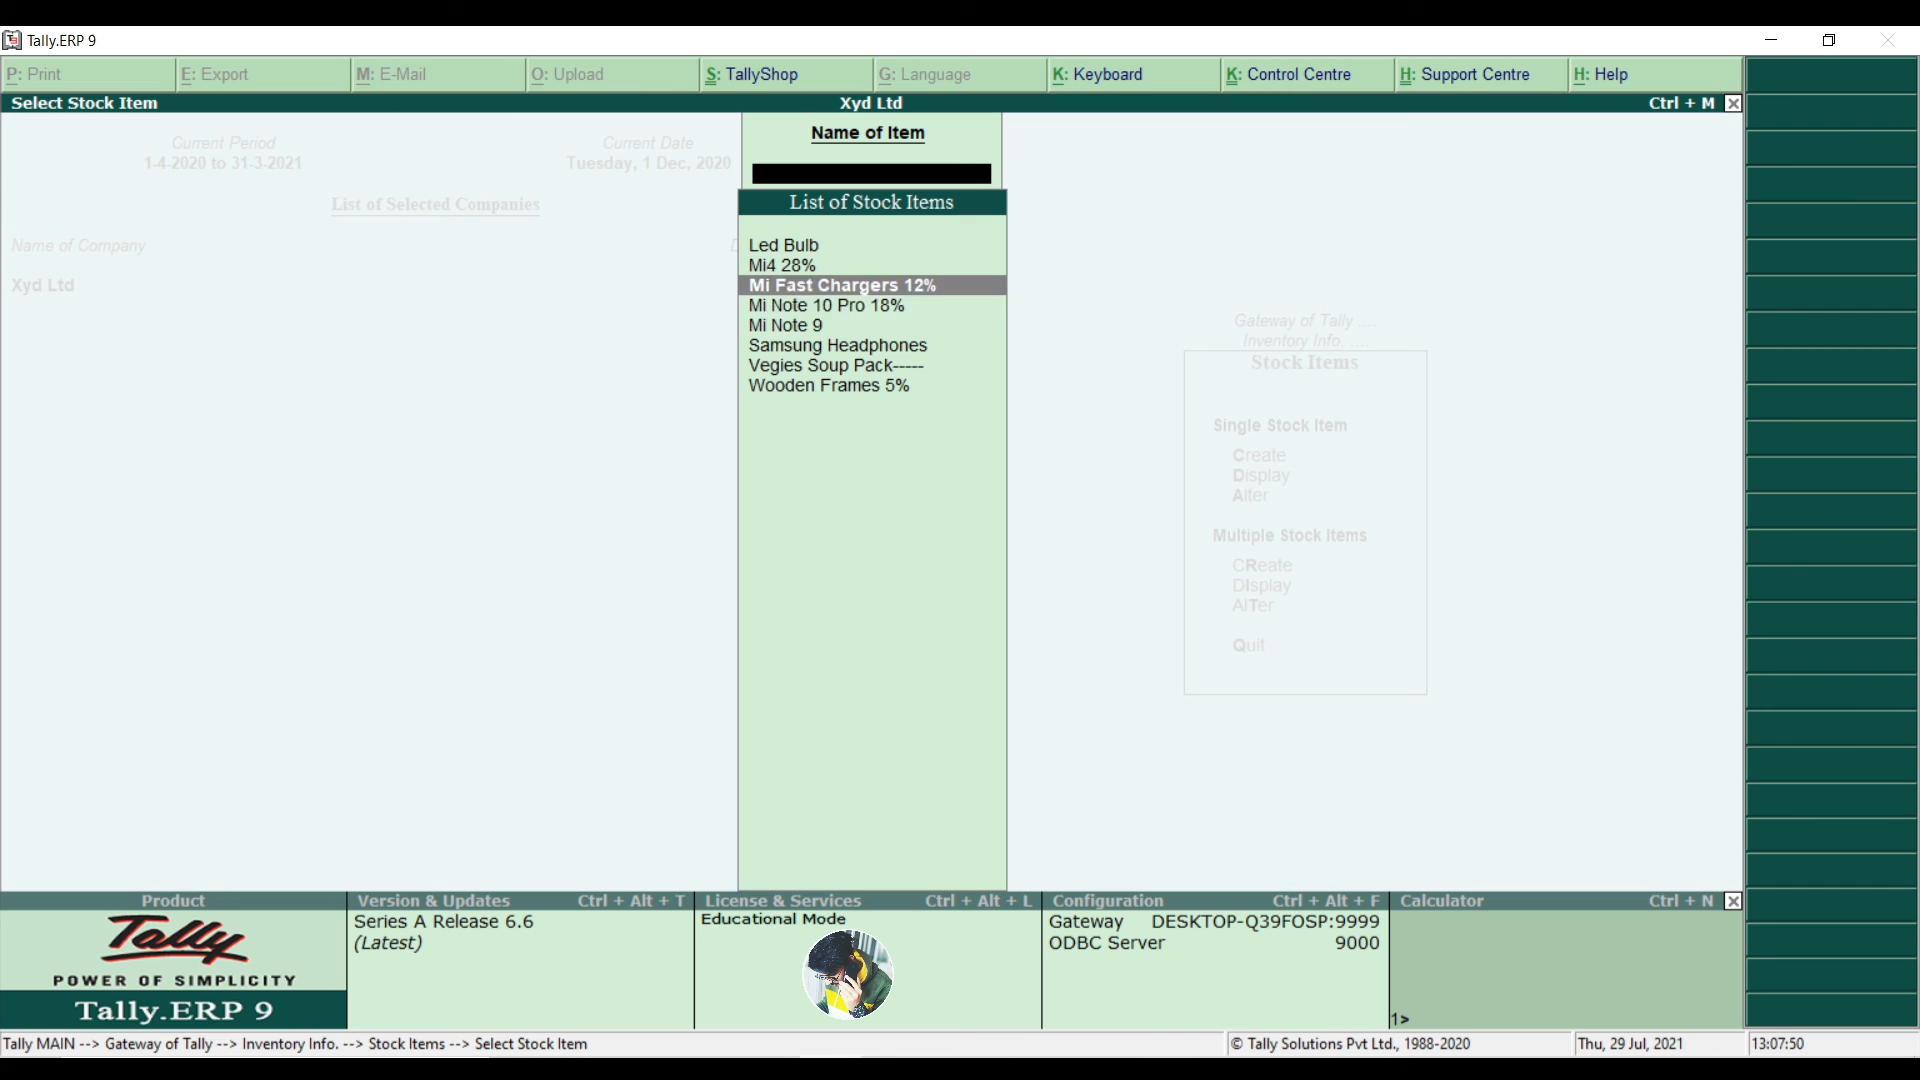 Tally.ERP 9
P: Print E: Export M: E-Mail O: Upload S: TallyShop G: Language K: Keyboard K: Control Centre H: Support Centre H: Help
Select Stock Item Xyd Ltd Ctrl + M
Name of Item
Current Period Current Date
1-4-2020 to 31-3-2021 Tuesday, 1 Dec, 2020
List of Selected Companies
Name of Company
Xyd Ltd
List of Stock Items
Led Bulb
Mi4 28%
Mi Fast Chargers 12%
Mi Note 10 Pro 18%
Mi Note 9
Samsung Headphones
Vegies Soup Pack-----
Wooden Frames 5%
Gateway of Tally ....
Inventory Info. ....
Stock Items
Single Stock Item
Create
Display
Alter
Multiple Stock Items
CReate
DIsplay
AlTer
Quit
Product
Tally
POWER OF SIMPLICITY
Tally.ERP 9
Version & Updates Ctrl + Alt + T
Series A Release 6.6
(Latest)
License & Services Ctrl + Alt + L
Educational Mode
Configuration Ctrl + Alt + F
Gateway DESKTOP-Q39FOSP:9999
ODBC Server 9000
Calculator Ctrl + N
1>
Tally MAIN --> Gateway of Tally --> Inventory Info. --> Stock Items --> Select Stock Item © Tally Solutions Pvt Ltd., 1988-2020 Thu, 29 Jul, 2021 13:07:50